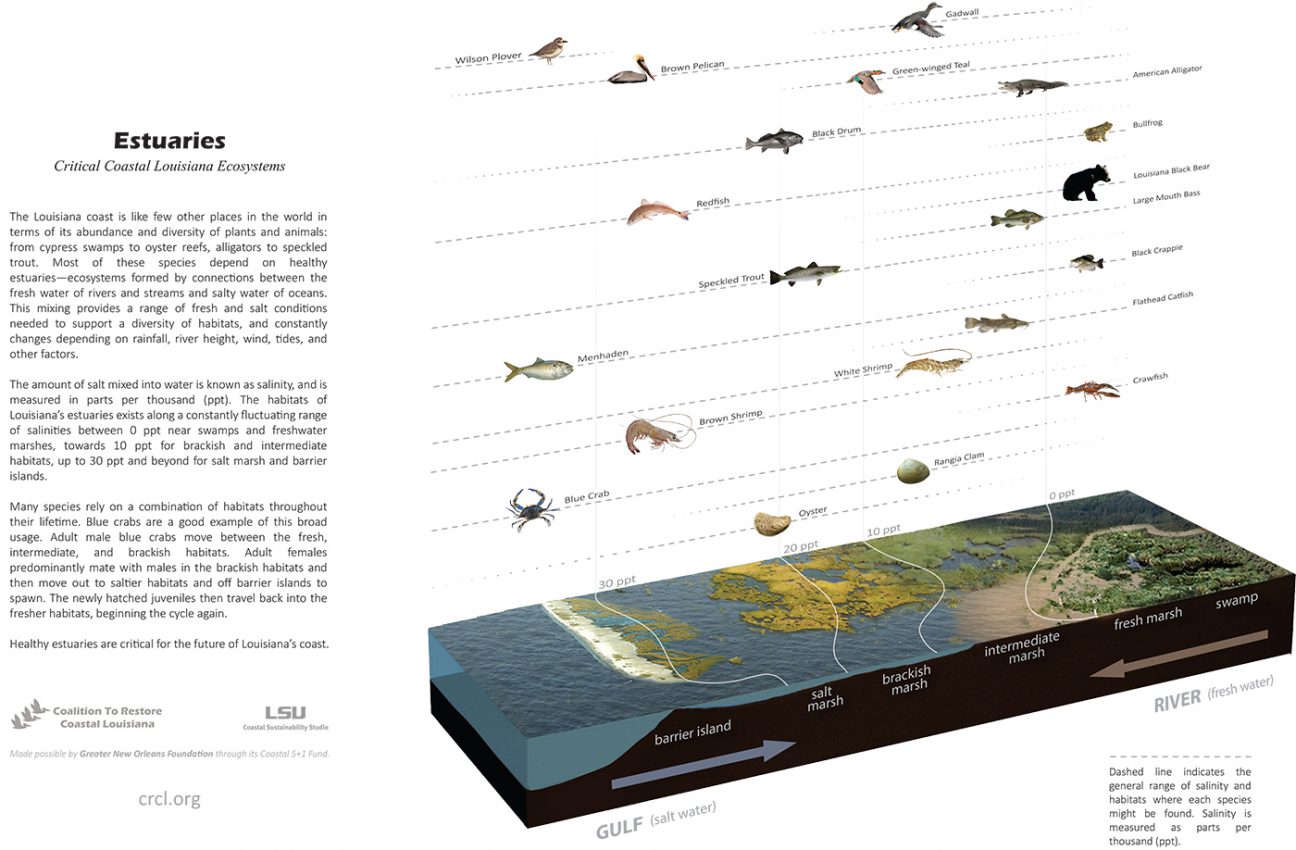 Estuaries
Critical Coastal Louisiana Ecosystems
The Louisiana coast is like few other places in the world in
terms of its abundance and diversity of plants and animals:
from cypress swamps to oyster reefs, alligators to speckled
trout. Most of these species depend on healthy
estuaries—ecosystems formed by connections between the
fresh water of rivers and streams and salty water of oceans.
This mixing provides a range of fresh and salt conditions
needed to support a diversity of habitats, and constantly
changes depending on rainfall, river height, wind, tides, and
other factors.
The amount of salt mixed into water is known as salinity, and is
measured in parts per thousand (ppt). The habitats of
Louisiana's estuaries exists along a constantly fluctuating range
of salinities between 0 ppt near swamps and freshwater
marshes, towards 10 ppt for brackish and intermediate
habitats, up to 30 ppt and beyond for salt marsh and barrier
islands.
Many species rely on a combination of habitats throughout
their lifetime. Blue crabs are a good example of this broad
usage. Adult male blue crabs move between the fresh,
intermediate, and brackish habitats. Adult females
predominantly mate with males in the brackish habitats and
then move out to saltier habitats and off barrier islands to
spawn. The newly hatched juveniles then travel back into the
fresher habitats, beginning the cycle again.
Healthy estuaries are critical for the future of Louisiana's coast.
Coalition To Restore
Coastal Louisiana
LSU
Coastal Sustainability Studio
Made possible by Greater New Orleans Foundation through its Coastal 5+1 Fund.
crcl.org
Gadwall
Wilson Plover
Brown Pelican
Green-winged Teal
American Alligator
Black Drum
Bullfrog
Louisiana Black Bear
Redfish
Large Mouth Bass
Speckled Trout
Black Crappie
Flathead Catfish
Menhaden
White Shrimp
Crawfish
Brown Shrimp
Rangia Clam
Blue Crab
Oyster
0 ppt
10 ppt
20 ppt
30 ppt
swamp
fresh marsh
intermediate
marsh
brackish
marsh
salt
marsh
barrier island
RIVER (fresh water)
GULF (salt water)
Dashed line indicates the
general range of salinity and
habitats where each species
might be found. Salinity is
measured as parts per
thousand (ppt).